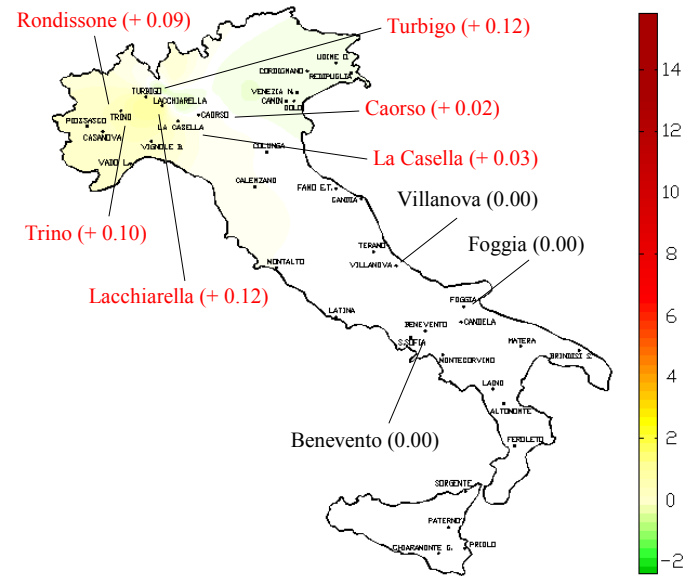 Rondissone (+ 0.09)
Turbigo (+ 0.12)
14
UDINE O.
CORDIGNANO
REDIPUGLIA
TURBIGO
VENEZIA N.
LACCHIARELLA
CAMIN
DOLO
12
Caorso (+ 0.02)
PIOSSASCO
TRINO
CAORSO
LA CASELLA
CASANOVA
VIGNOLE B.
COLUNGA
La Casella (+ 0.03)
VADO L.
10
CALENZANO
FANO E.T.
CANDIA
Villanova (0.00)
Trino (+ 0.10)
TERAMO
Foggia (0.00)
8
MONTALTO
VILLANOVA
Lacchiarella (+ 0.12)
FOGGIA
6
LATINA
BENEVENTO
CANDELA
S.SOFIA
MATERA
MONTECORVINO
BRINDISI S.
4
LAINO
ALTOMONTE
Benevento (0.00)
FEROLETO
2
SORGENTE
0
PATERNO'
CHIARAMONTE G.
PRIOLO
-2